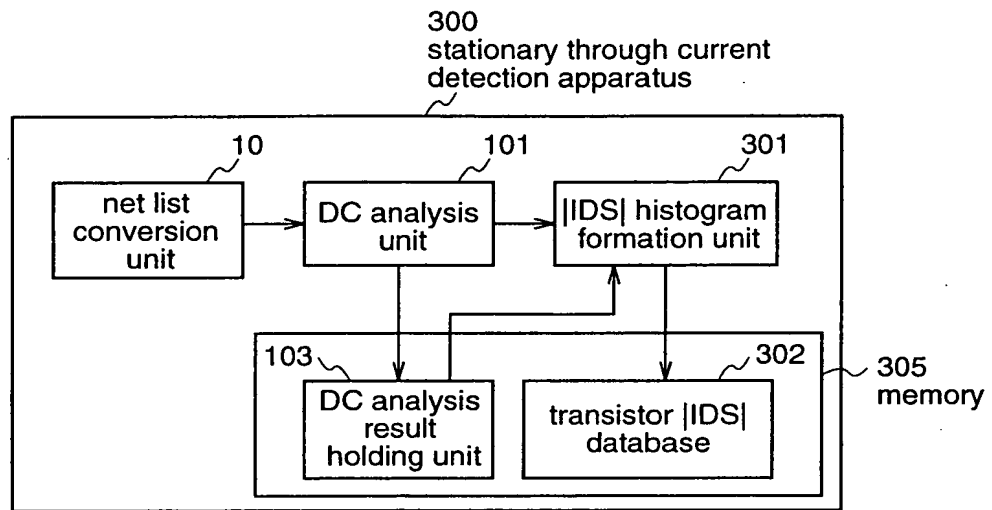 300
stationary through current
detection apparatus
10
101
301
net list
conversion
unit
DC analysis
unit
|IDS| histogram
formation unit
103
302
305
memory
DC analysis
result
holding unit
transistor |IDS|
database